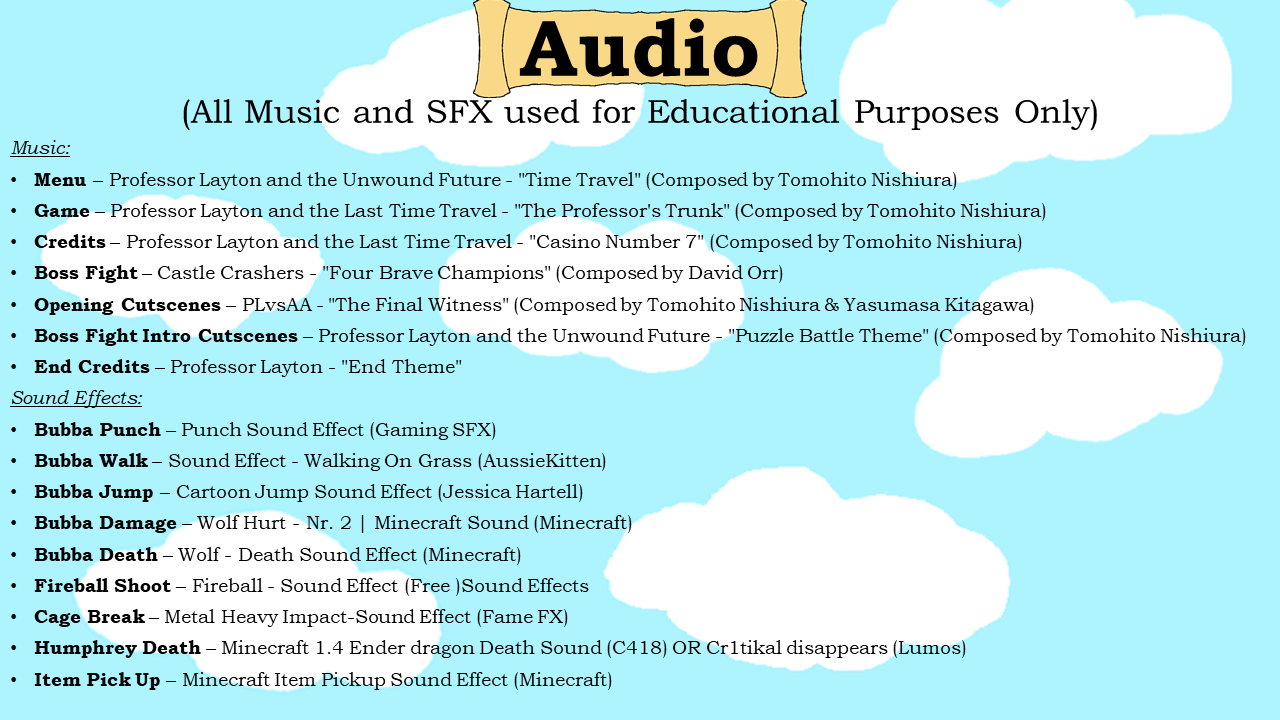 Audio
(All Music and SFX used for Educational Purposes Only)
Music:
• Menu – Professor Layton and the Unwound Future - "Time Travel" (Composed by Tomohito Nishiura)
• Game – Professor Layton and the Last Time Travel - "The Professor's Trunk" (Composed by Tomohito Nishiura)
• Credits – Professor Layton and the Last Time Travel - "Casino Number 7" (Composed by Tomohito Nishiura)
• Boss Fight – Castle Crashers - "Four Brave Champions" (Composed by David Orr)
• Opening Cutscenes – PLvsAA - "The Final Witness" (Composed by Tomohito Nishiura & Yasumasa Kitagawa)
• Boss Fight Intro Cutscenes – Professor Layton and the Unwound Future - "Puzzle Battle Theme" (Composed by Tomohito Nishiura)
• End Credits – Professor Layton - "End Theme"
Sound Effects:
• Bubba Punch – Punch Sound Effect (Gaming SFX)
• Bubba Walk – Sound Effect - Walking On Grass (AussieKitten)
• Bubba Jump – Cartoon Jump Sound Effect (Jessica Hartell)
• Bubba Damage – Wolf Hurt - Nr. 2 | Minecraft Sound (Minecraft)
• Bubba Death – Wolf - Death Sound Effect (Minecraft)
• Fireball Shoot – Fireball - Sound Effect (Free )Sound Effects
• Cage Break – Metal Heavy Impact-Sound Effect (Fame FX)
• Humphrey Death – Minecraft 1.4 Ender dragon Death Sound (C418) OR Cr1tikal disappears (Lumos)
• Item Pick Up – Minecraft Item Pickup Sound Effect (Minecraft)